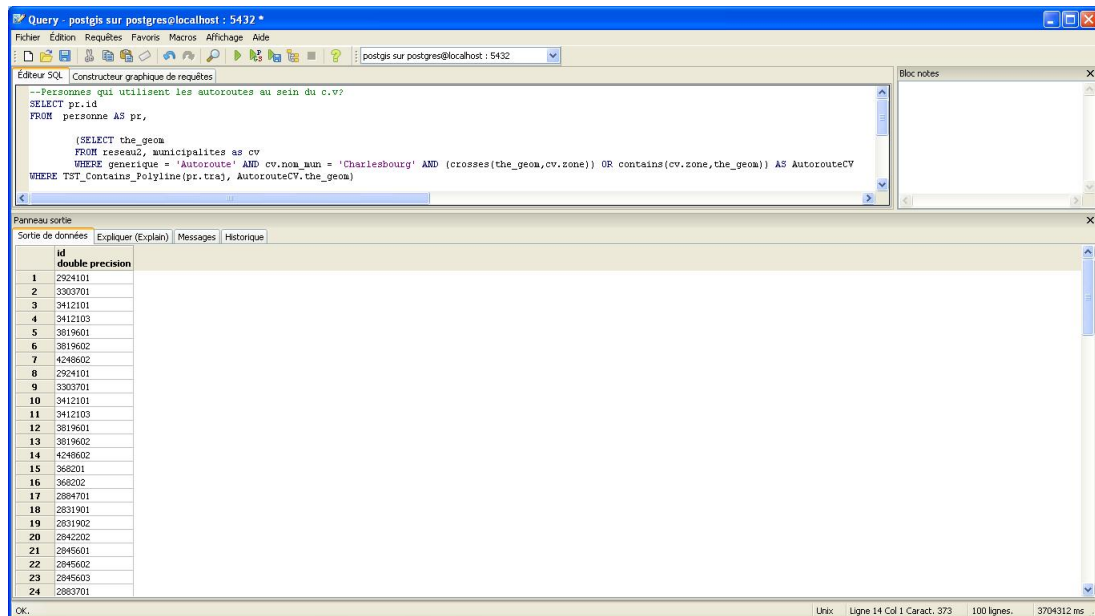 Query - postgis sur postgres@localhost : 5432 *
Fichier Édition Requêtes Favoris Macros Affichage Aide
postgis sur postgres@localhost : 5432
Éditeur SQL Constructeur graphique de requêtes
Bloc notes
--Personnes qui utilisent les autoroutes au sein du c.v?
SELECT pr.id
FROM personne AS pr,
(SELECT the_geom
FROM reseau2, municipalites as cv
WHERE generique = 'Autoroute' AND cv.nom_mun = 'Charlesbourg' AND (crosses(the_geom,cv.zone)) OR contains(cv.zone,the_geom)) AS AutorouteCV
WHERE TST_Contains_Polyline(pr.traj, AutorouteCV.the_geom)
Panneau sortie
Sortie de données Expliquer (Explain) Messages Historique
id
double precision
1 2924101
2 3303701
3 3412101
4 3412103
5 3819601
6 3819602
7 4248602
8 2924101
9 3303701
10 3412101
11 3412103
12 3819601
13 3819602
14 4248602
15 368201
16 368202
17 2884701
18 2831901
19 2831902
20 2842202
21 2845601
22 2845602
23 2845603
24 2883701
OK. Unix Ligne 14 Col 1 Caract. 373 100 lignes. 3704312 ms